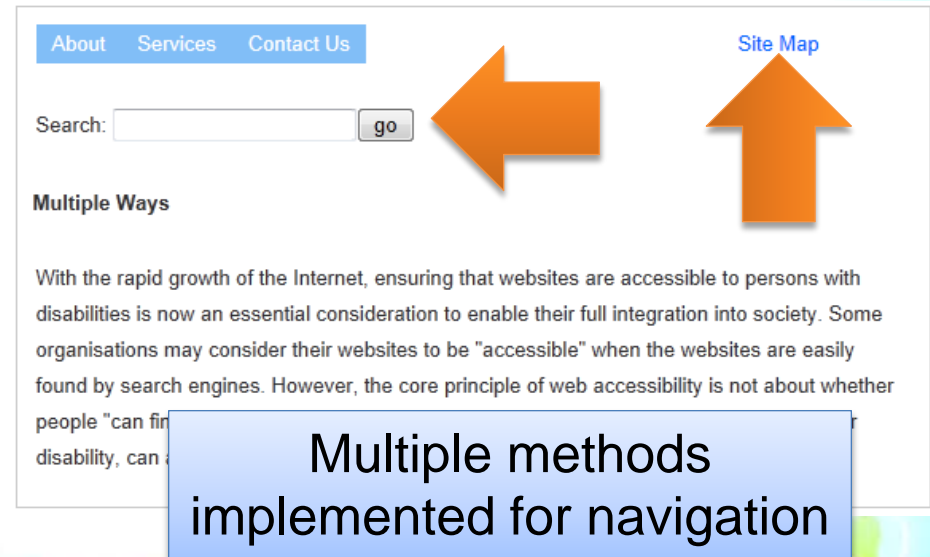 About Services Contact Us Site Map
Search: go
Multiple Ways
With the rapid growth of the Internet, ensuring that websites are accessible to persons with
disabilities is now an essential consideration to enable their full integration into society. Some
organisations may consider their websites to be "accessible" when the websites are easily
found by search engines. However, the core principle of web accessibility is not about whether
people "can
disability, can
Multiple methods
implemented for navigation